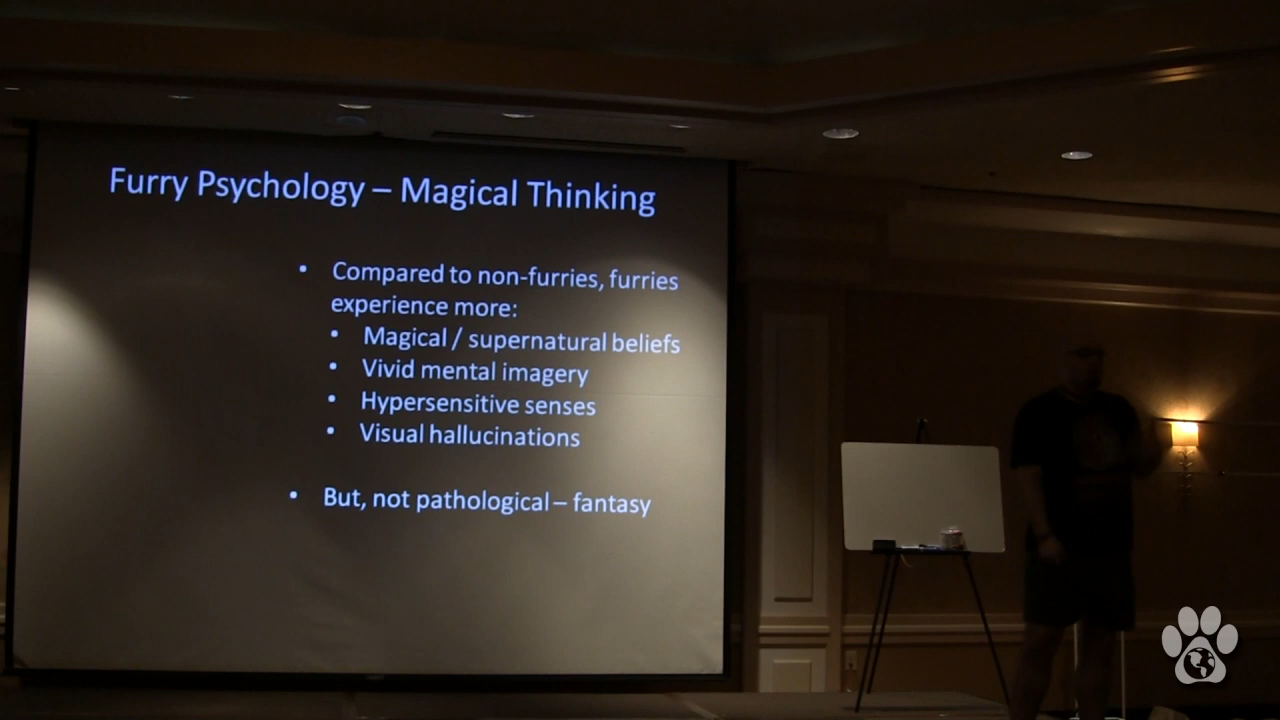 Furry Psychology – Magical Thinking
• Compared to non-furries, furries
experience more:
• Magical / supernatural beliefs
• Vivid mental imagery
• Hypersensitive senses
• Visual hallucinations
• But, not pathological – fantasy